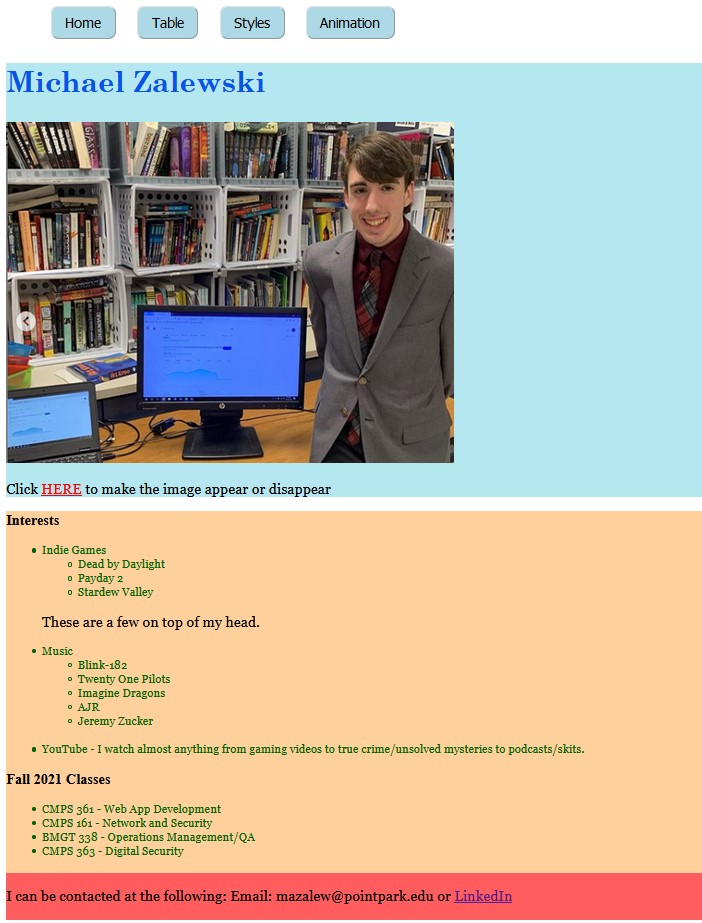 Home Table Styles Animation
Michael Zalewski
Click HERE to make the image appear or disappear
Interests
Indie Games
Dead by Daylight
Payday 2
Stardew Valley
These are a few on top of my head.
Music
Blink-182
Twenty One Pilots
Imagine Dragons
AJR
Jeremy Zucker
YouTube - I watch almost anything from gaming videos to true crime/unsolved mysteries to podcasts/skits.
Fall 2021 Classes
CMPS 361 - Web App Development
CMPS 161 - Network and Security
BMGT 338 - Operations Management/QA
CMPS 363 - Digital Security
I can be contacted at the following: Email: mazalew@pointpark.edu or LinkedIn